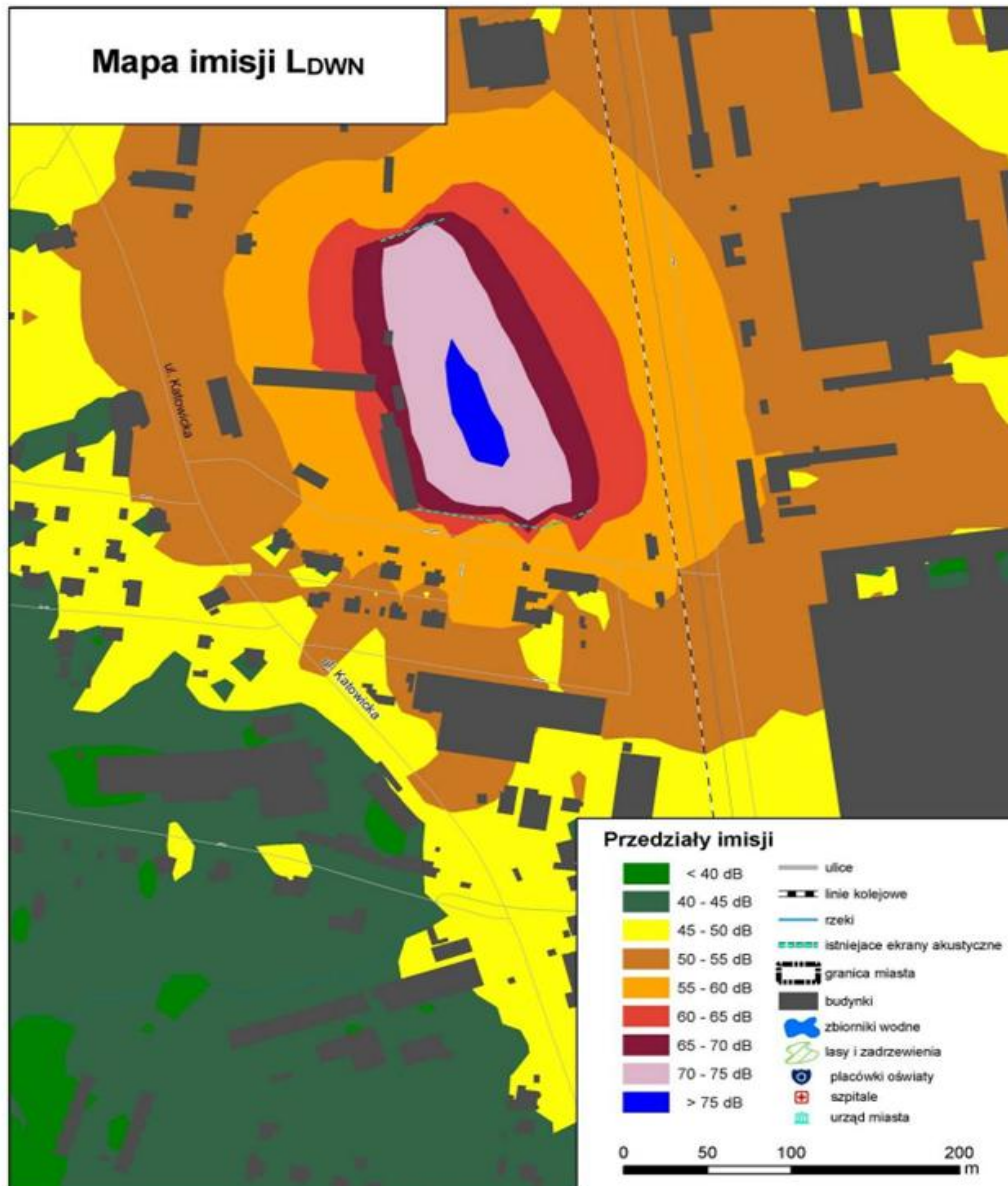 Mapa imisji LDWN
ul. Katowicka
ul. Katowicka
Przedziały imisji
< 40 dB
40 - 45 dB
45 - 50 dB
50 - 55 dB
55 - 60 dB
60 - 65 dB
65 - 70 dB
70 - 75 dB
> 75 dB
ulice
linie kolejowe
rzeki
istniejace ekrany akustyczne
granica miasta
budynki
zbiorniki wodne
lasy i zadrzewienia
placówki oświaty
szpitale
urząd miasta
0 50 100 200
m